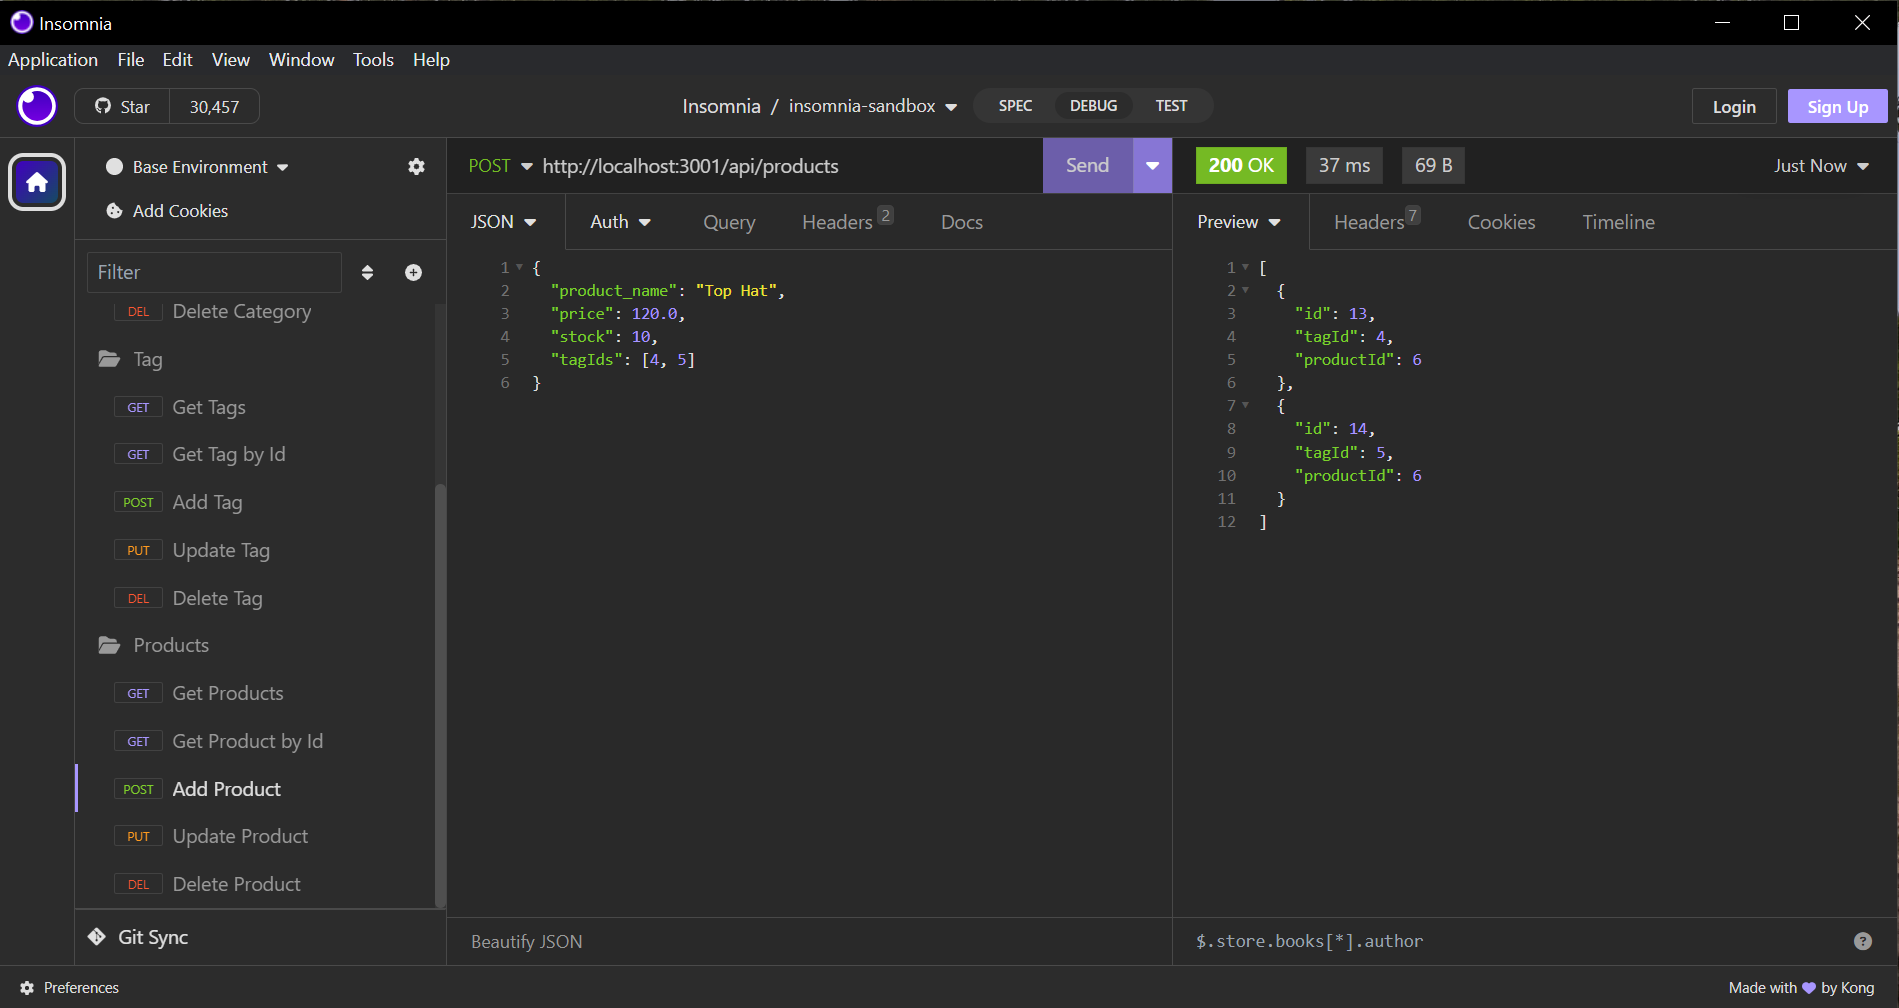 Insomnia
Application File Edit View Window Tools Help
Star 30,457
Insomnia / insomnia-sandbox
SPEC DEBUG TEST
Login Sign Up
Base Environment
Add Cookies
Filter
DEL Delete Category
Tag
GET Get Tags
GET Get Tag by Id
POST Add Tag
PUT Update Tag
DEL Delete Tag
Products
GET Get Products
GET Get Product by Id
POST Add Product
PUT Update Product
DEL Delete Product
Git Sync
POST http://localhost:3001/api/products
Send
JSON Auth Query Headers 2 Docs
1 {
2 "product_name": "Top Hat",
3 "price": 120.0,
4 "stock": 10,
5 "tagIds": [4, 5]
6 }
Beautify JSON
200 OK 37 ms 69 B Just Now
Preview Headers 7 Cookies Timeline
1 [
2 {
3 "id": 13,
4 "tagId": 4,
5 "productId": 6
6 },
7 {
8 "id": 14,
9 "tagId": 5,
10 "productId": 6
11 }
12 ]
$.store.books[*].author ?
Preferences
Made with 💜 by Kong